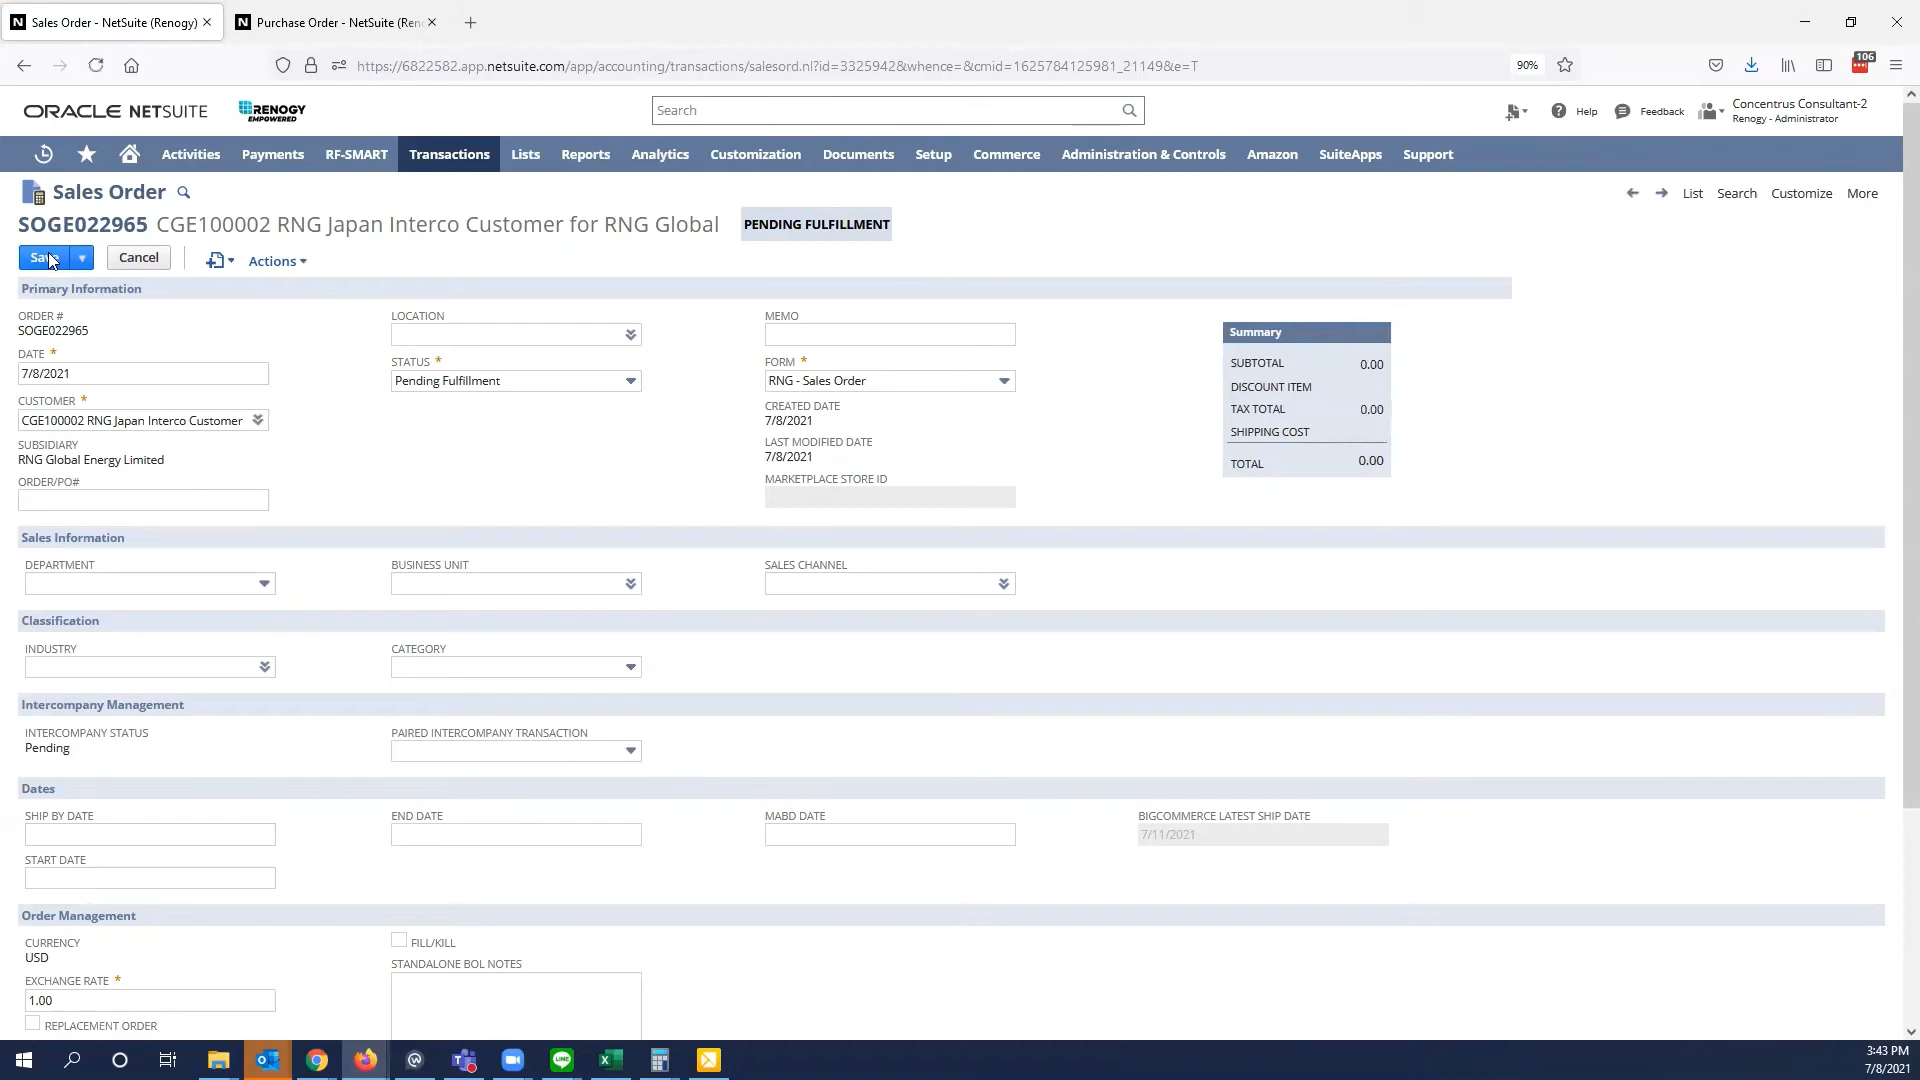 Sales Order - NetSuite (Renogy)
Purchase Order - NetSuite (Ren
https://6822582.app.netsuite.com/app/accounting/transactions/salesord.nl?id=3325942&whence=&cmid=1625784125981_21149&e=T
90%
106
ORACLE NETSUITE
RENOGY
EMPOWERED
Search
Help
Feedback
Concentrus Consultant-2
Renogy - Administrator
Activities
Payments
RF-SMART
Transactions
Lists
Reports
Analytics
Customization
Documents
Setup
Commerce
Administration & Controls
Amazon
SuiteApps
Support
Sales Order
List
Search
Customize
More
SOGE022965 CGE100002 RNG Japan Interco Customer for RNG Global
PENDING FULFILLMENT
Cancel
Actions
Primary Information
ORDER #
SOGE022965
DATE *
7/8/2021
CUSTOMER *
CGE100002 RNG Japan Interco Customer
SUBSIDIARY
RNG Global Energy Limited
ORDER/PO#
LOCATION
STATUS *
Pending Fulfillment
MEMO
FORM *
RNG - Sales Order
CREATED DATE
7/8/2021
LAST MODIFIED DATE
7/8/2021
MARKETPLACE STORE ID
Summary
SUBTOTAL 0.00
DISCOUNT ITEM
TAX TOTAL 0.00
SHIPPING COST
TOTAL 0.00
Sales Information
DEPARTMENT
BUSINESS UNIT
SALES CHANNEL
Classification
INDUSTRY
CATEGORY
Intercompany Management
INTERCOMPANY STATUS
Pending
PAIRED INTERCOMPANY TRANSACTION
Dates
SHIP BY DATE
END DATE
MABD DATE
BIGCOMMERCE LATEST SHIP DATE
7/11/2021
START DATE
Order Management
CURRENCY
USD
EXCHANGE RATE *
1.00
REPLACEMENT ORDER
FILL/KILL
STANDALONE BOL NOTES
LINE
3:43 PM
7/8/2021